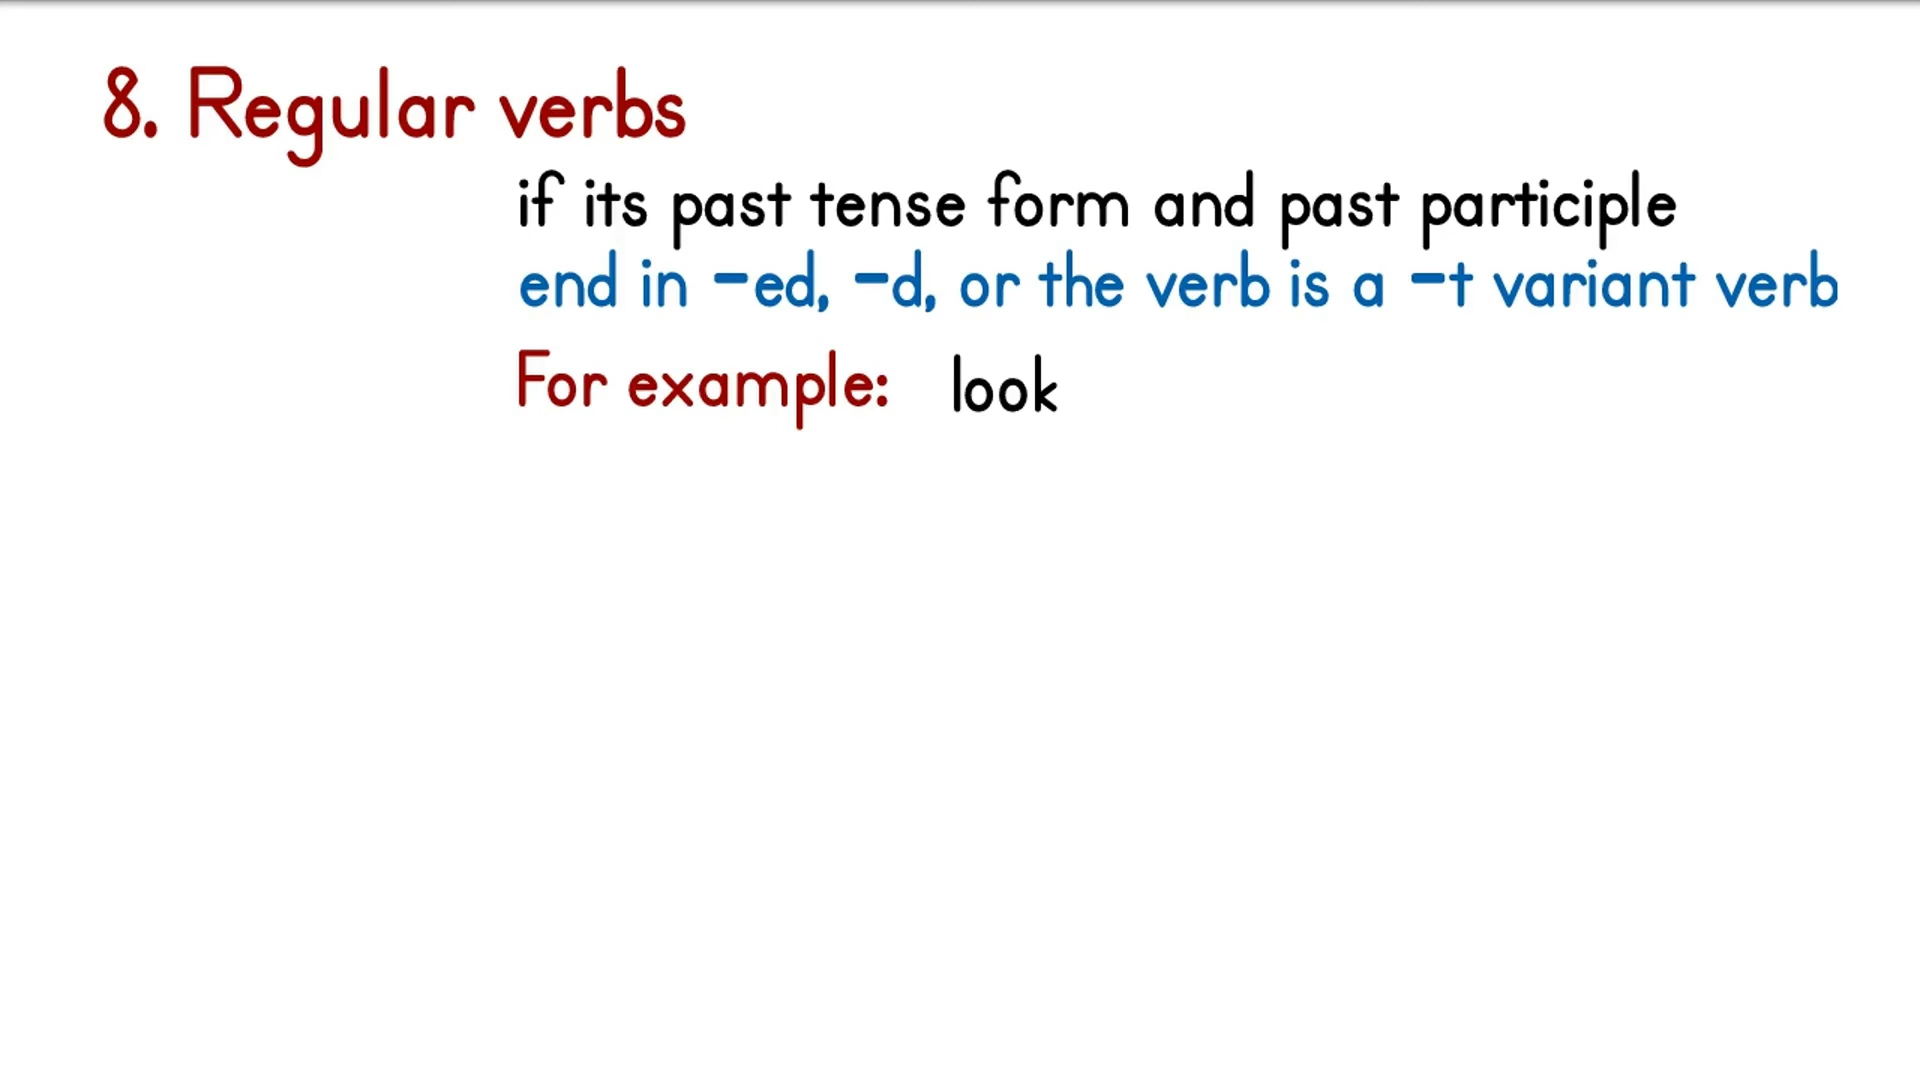 8. Regular verbs
if its past tense form and past participle
end in -ed, -d, or the verb is a -t variant verb
For example: look